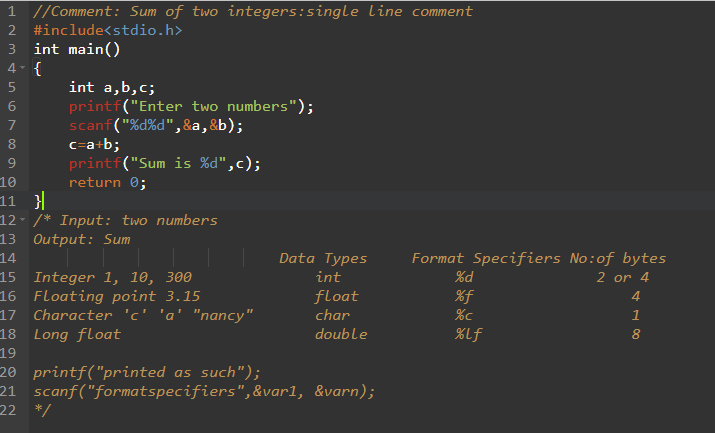 1 //Comment: Sum of two integers:single line comment
2 #include<stdio.h>
3 int main()
4 {
5     int a,b,c;
6     printf("Enter two numbers");
7     scanf("%d%d",&a,&b);
8     c=a+b;
9     printf("Sum is %d",c);
10     return 0;
11 }
12 /* Input: two numbers
13 Output: Sum
14                             Data Types     Format Specifiers No:of bytes
15 Integer 1, 10, 300              int             %d              2 or 4
16 Floating point 3.15             float           %f                  4
17 Character 'c' 'a' "nancy"       char            %c                  1
18 Long float                      double          %lf                 8
19
20 printf("printed as such");
21 scanf("formatspecifiers",&var1, &varn);
22 */